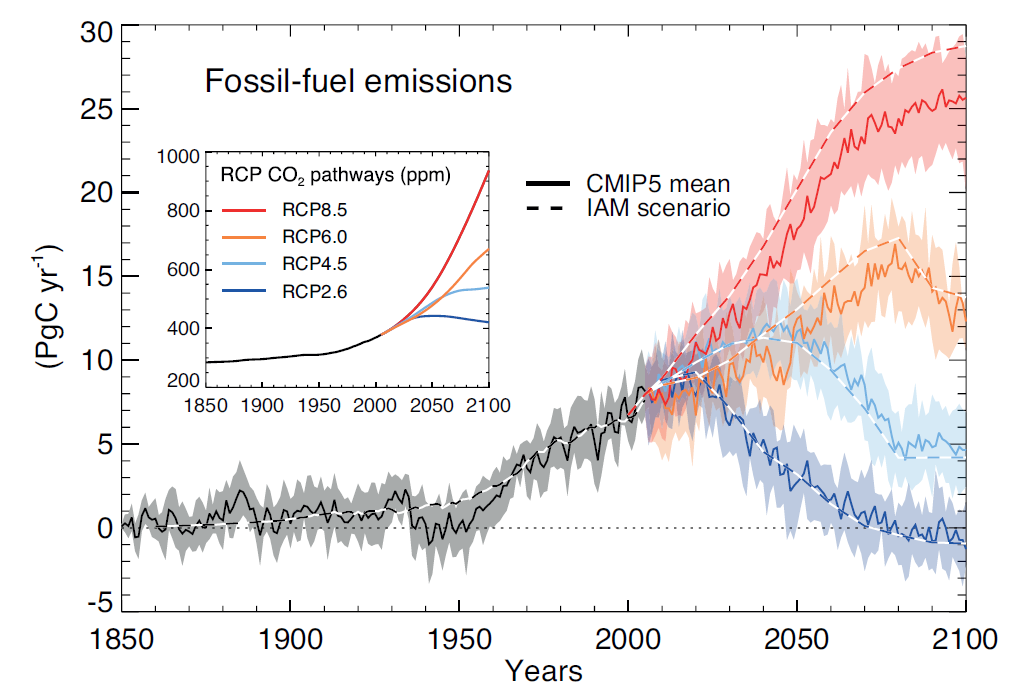 Fossil-fuel emissions
(PgC yr-1)
30
25
20
15
10
5
0
-5
1850 1900 1950 2000 2050 2100
Years
RCP CO2 pathways (ppm)
RCP8.5
RCP6.0
RCP4.5
RCP2.6
1000
800
600
400
200
1850 1900 1950 2000 2050 2100
CMIP5 mean
IAM scenario